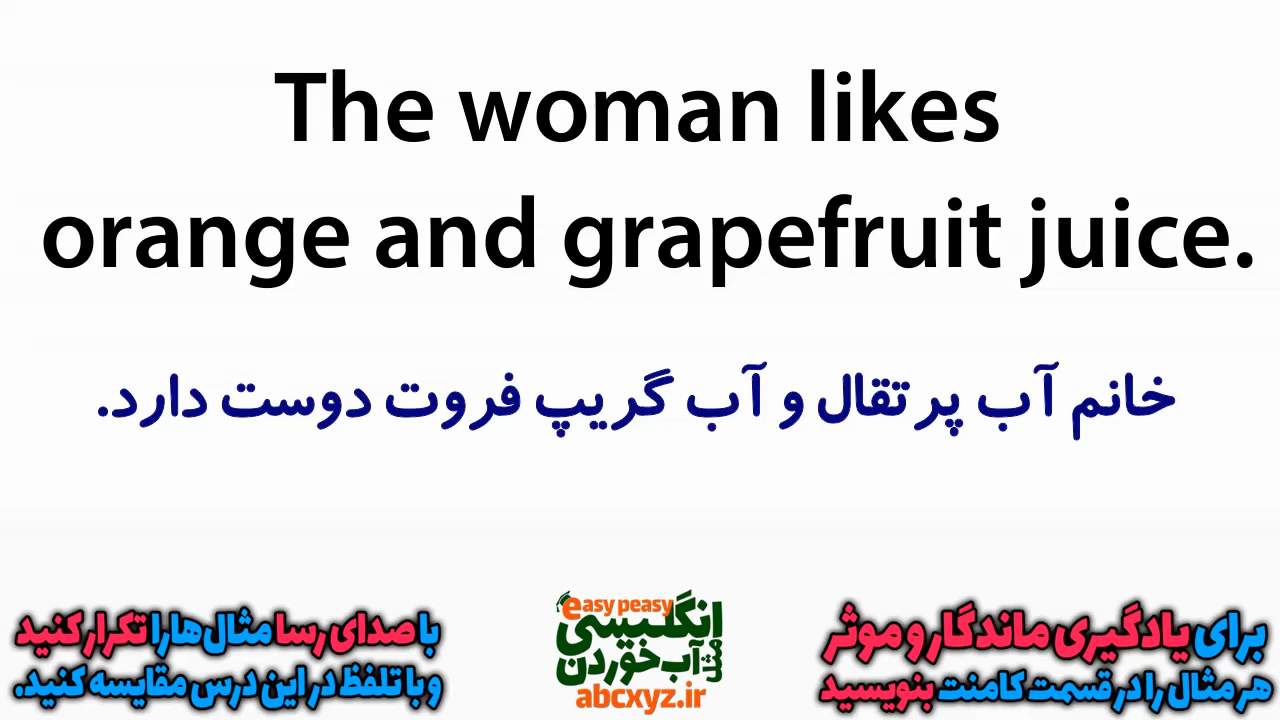 The woman likes
orange and grapefruit juice.
خانم آب پرتقال و آب گریپ فروت دوست دارد.
برای یادگیری ماندگار و موثر
هر مثال را در قسمت کامنت بنویسید
easy peasy
انگلیسی
مثل آب خوردن
abcxyz.ir
با صدای رسا مثال‌ها را تکرار کنید
و با تلفظ در این درس مقایسه کنید.